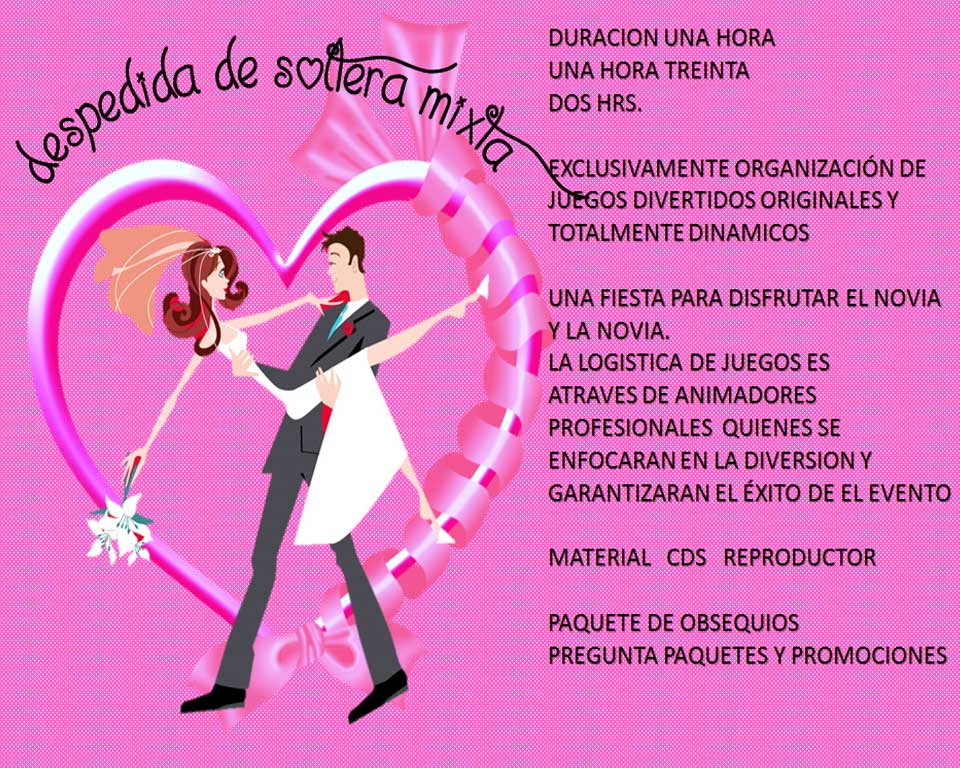 despedida de soltera mixta
DURACION UNA HORA
UNA HORA TREINTA
DOS HRS.
EXCLUSIVAMENTE ORGANIZACIÓN DE
JUEGOS DIVERTIDOS ORIGINALES Y
TOTALMENTE DINAMICOS
UNA FIESTA PARA DISFRUTAR EL NOVIA
Y LA NOVIA.
LA LOGISTICA DE JUEGOS ES
ATRAVES DE ANIMADORES
PROFESIONALES QUIENES SE
ENFOCARAN EN LA DIVERSION Y
GARANTIZARAN EL ÉXITO DE EL EVENTO
MATERIAL CDS REPRODUCTOR
PAQUETE DE OBSEQUIOS
PREGUNTA PAQUETES Y PROMOCIONES